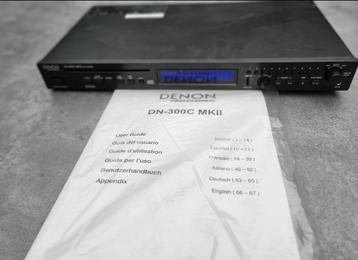 DENON
DENON
PROFESSIONAL
DN-300C MKII
User Guide English ( 3 – 14 )
Guía del usuario Español ( 15 – 27 )
Guide d'utilisation Français ( 28 – 39 )
Guida per l'uso Italiano ( 40 – 52 )
Benutzerhandbuch Deutsch ( 53 – 65 )
Appendix English ( 66 – 67 )